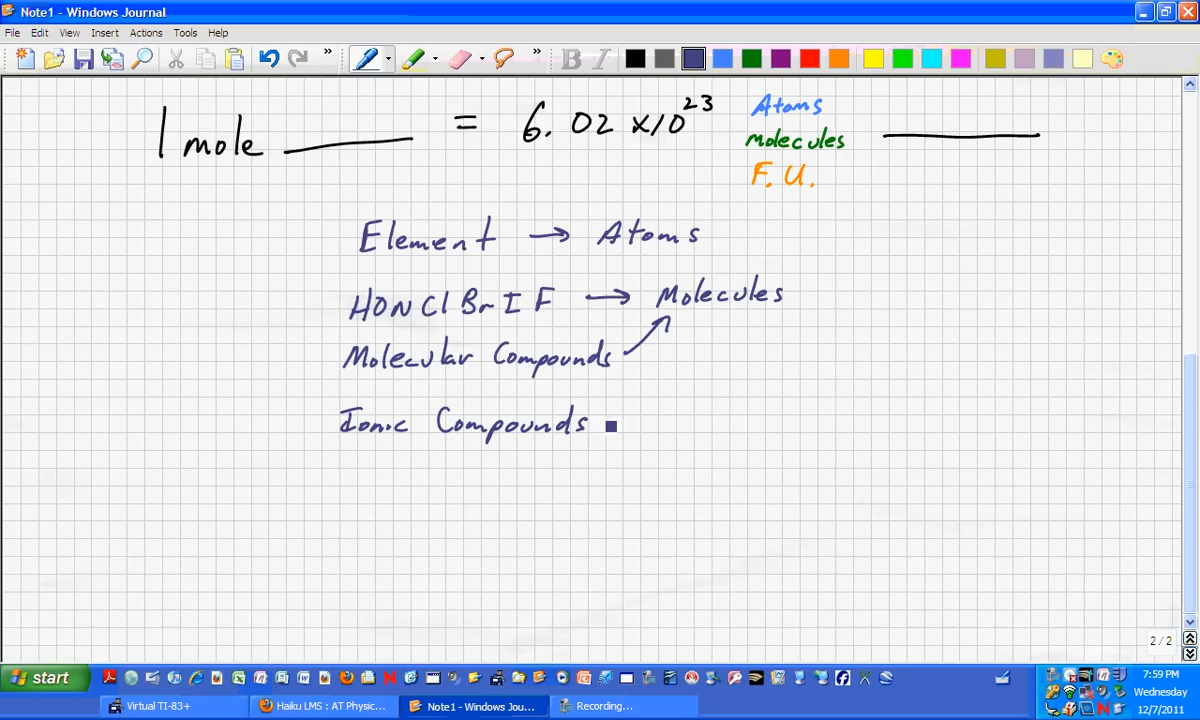 Note1 - Windows Journal
File Edit View Insert Actions Tools Help
» B I »
1 mole ____ = 6.02 x10²³ Atoms
Molecules ____
F. U.
Element → Atoms
HONClBrIF → Molecules
Molecular Compounds
Ionic Compounds
2 / 2
start
7:59 PM
Wednesday
12/7/2011
Virtual TI-83+ Haiku LMS : AT Physic... Note1 - Windows Jou... Recording...